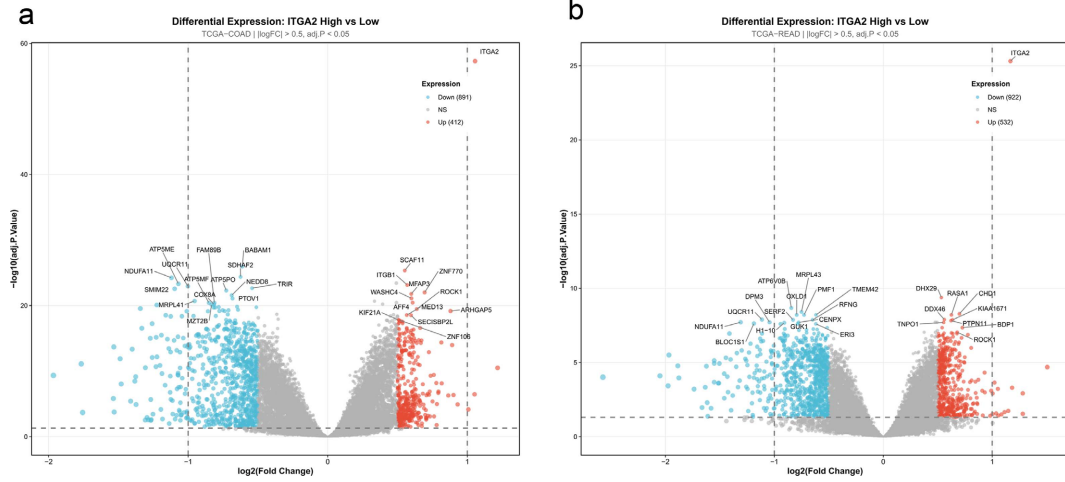 a
Differential Expression: ITGA2 High vs Low
TCGA−COAD | |logFC| > 0.5, adj.P < 0.05
60
40
20
0
−log10(adj.P.Value)
−2
−1
0
1
2
log2(Fold Change)
Expression
Down (891)
NS
Up (412)
ITGA2
ATP5ME
FAM89B
BABAM1
UQCR11
SDHAF2
NDUFA11
ATP5MF
ATP5PO
NEDD8
TRIR
SMIM22
COX8A
PTOV1
MRPL41
MZT2B
SCAF11
ITGB1
ZNF770
MFAP3
WASHC4
ROCK1
AFF4
MED13
ARHGAP5
KIF21A
SECISBP2L
ZNF106
b
Differential Expression: ITGA2 High vs Low
TCGA−READ | |logFC| > 0.5, adj.P < 0.05
25
20
15
10
5
0
−log10(adj.P.Value)
−2
−1
0
1
log2(Fold Change)
Expression
Down (922)
NS
Up (532)
ITGA2
ATP6V0B
MRPL43
DPM3
OXLD1
PMF1
TMEM42
UQCR11
SERF2
RFNG
NDUFA11
H1−10
GUK1
CENPX
BLOC1S1
ERI3
DHX29
RASA1
CHD1
DDX46
KIAA1671
TNPO1
PTPN11
BDP1
ROCK1